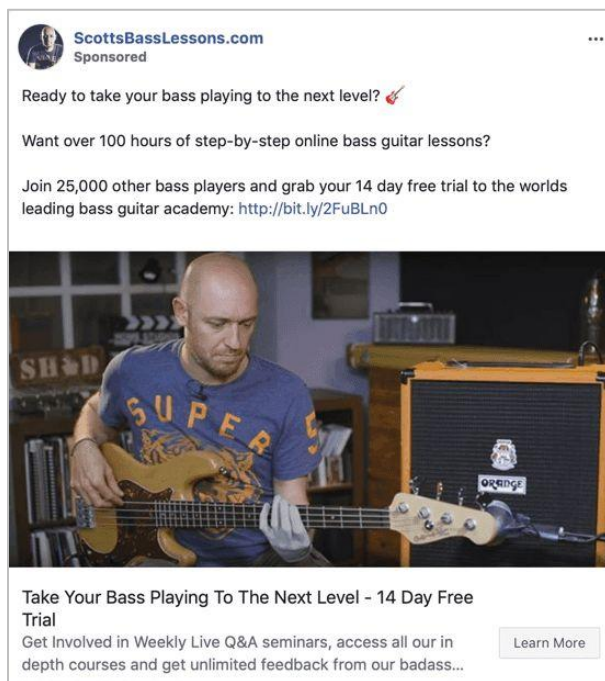 ScottsBassLessons.com
Sponsored
Ready to take your bass playing to the next level? 🎸
Want over 100 hours of step-by-step online bass guitar lessons?
Join 25,000 other bass players and grab your 14 day free trial to the worlds
leading bass guitar academy: http://bit.ly/2FuBLn0
SHED
SUPER 5
ORANGE
Take Your Bass Playing To The Next Level - 14 Day Free
Trial
Get Involved in Weekly Live Q&A seminars, access all our in
depth courses and get unlimited feedback from our badass...
Learn More